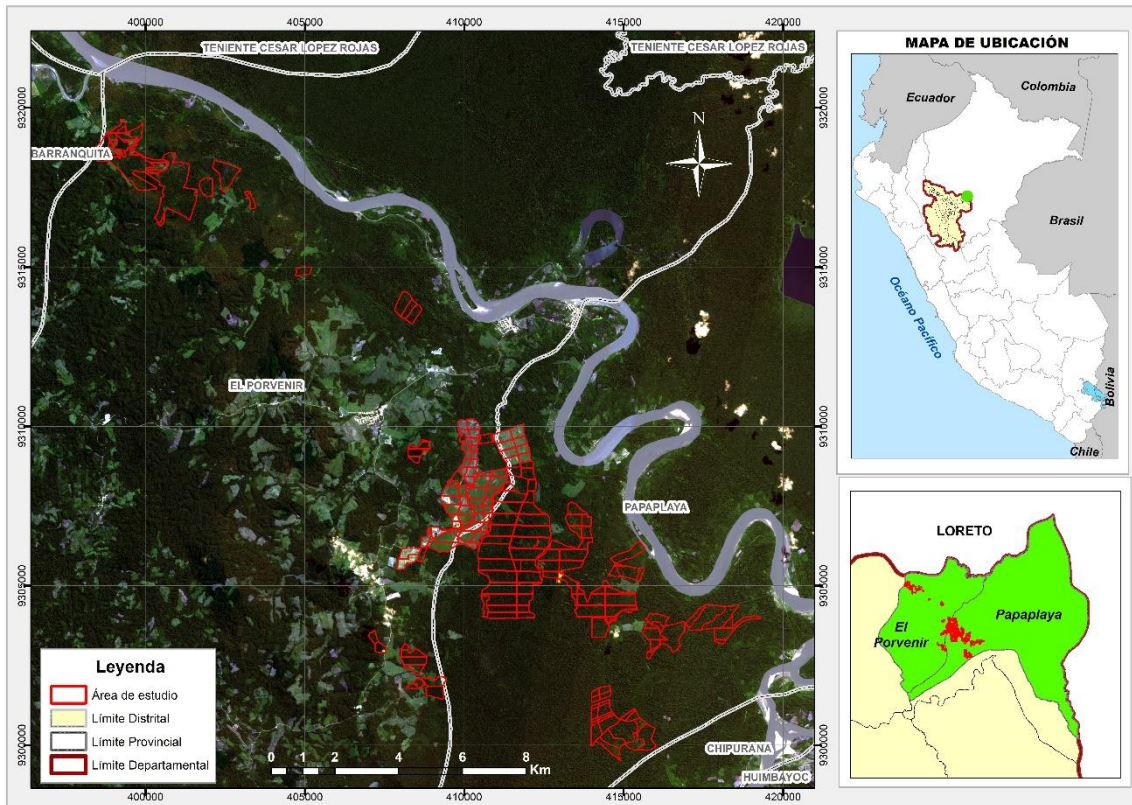 400000 405000 410000 415000 420000
TENIENTE CESAR LOPEZ ROJAS
TENIENTE CESAR LOPEZ ROJAS
9320000
9320000
N
BARRANQUITA
9315000
9315000
EL PORVENIR
9310000
9310000
PAPAPLAYA
9305000
9305000
Leyenda
Área de estudio
Límite Distrital
Límite Provincial
Límite Departamental
9300000
9300000
CHIPURANA
HUIMBAYOC
0 1 2 4 6 8
Km
400000 405000 410000 415000 420000
MAPA DE UBICACIÓN
Colombia
Ecuador
Brasil
Océano Pacífico
Bolivia
Chile
LORETO
El
Porvenir
Papaplaya